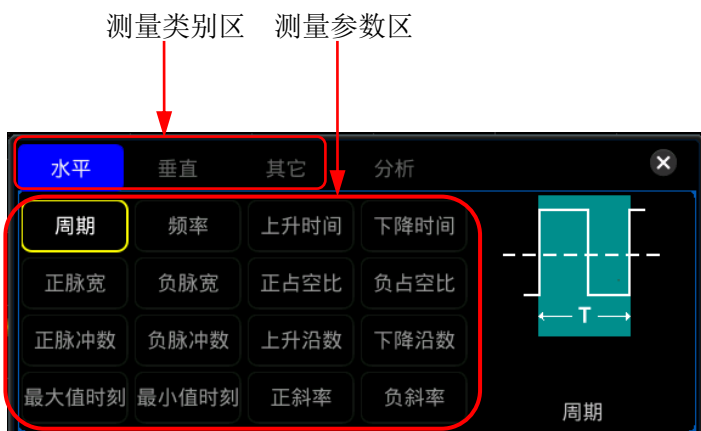 测量类别区 测量参数区
水平 垂直 其它 分析
周期 频率 上升时间 下降时间
正脉宽 负脉宽 正占空比 负占空比
T
正脉冲数 负脉冲数 上升沿数 下降沿数
最大值时刻 最小值时刻 正斜率 负斜率
周期